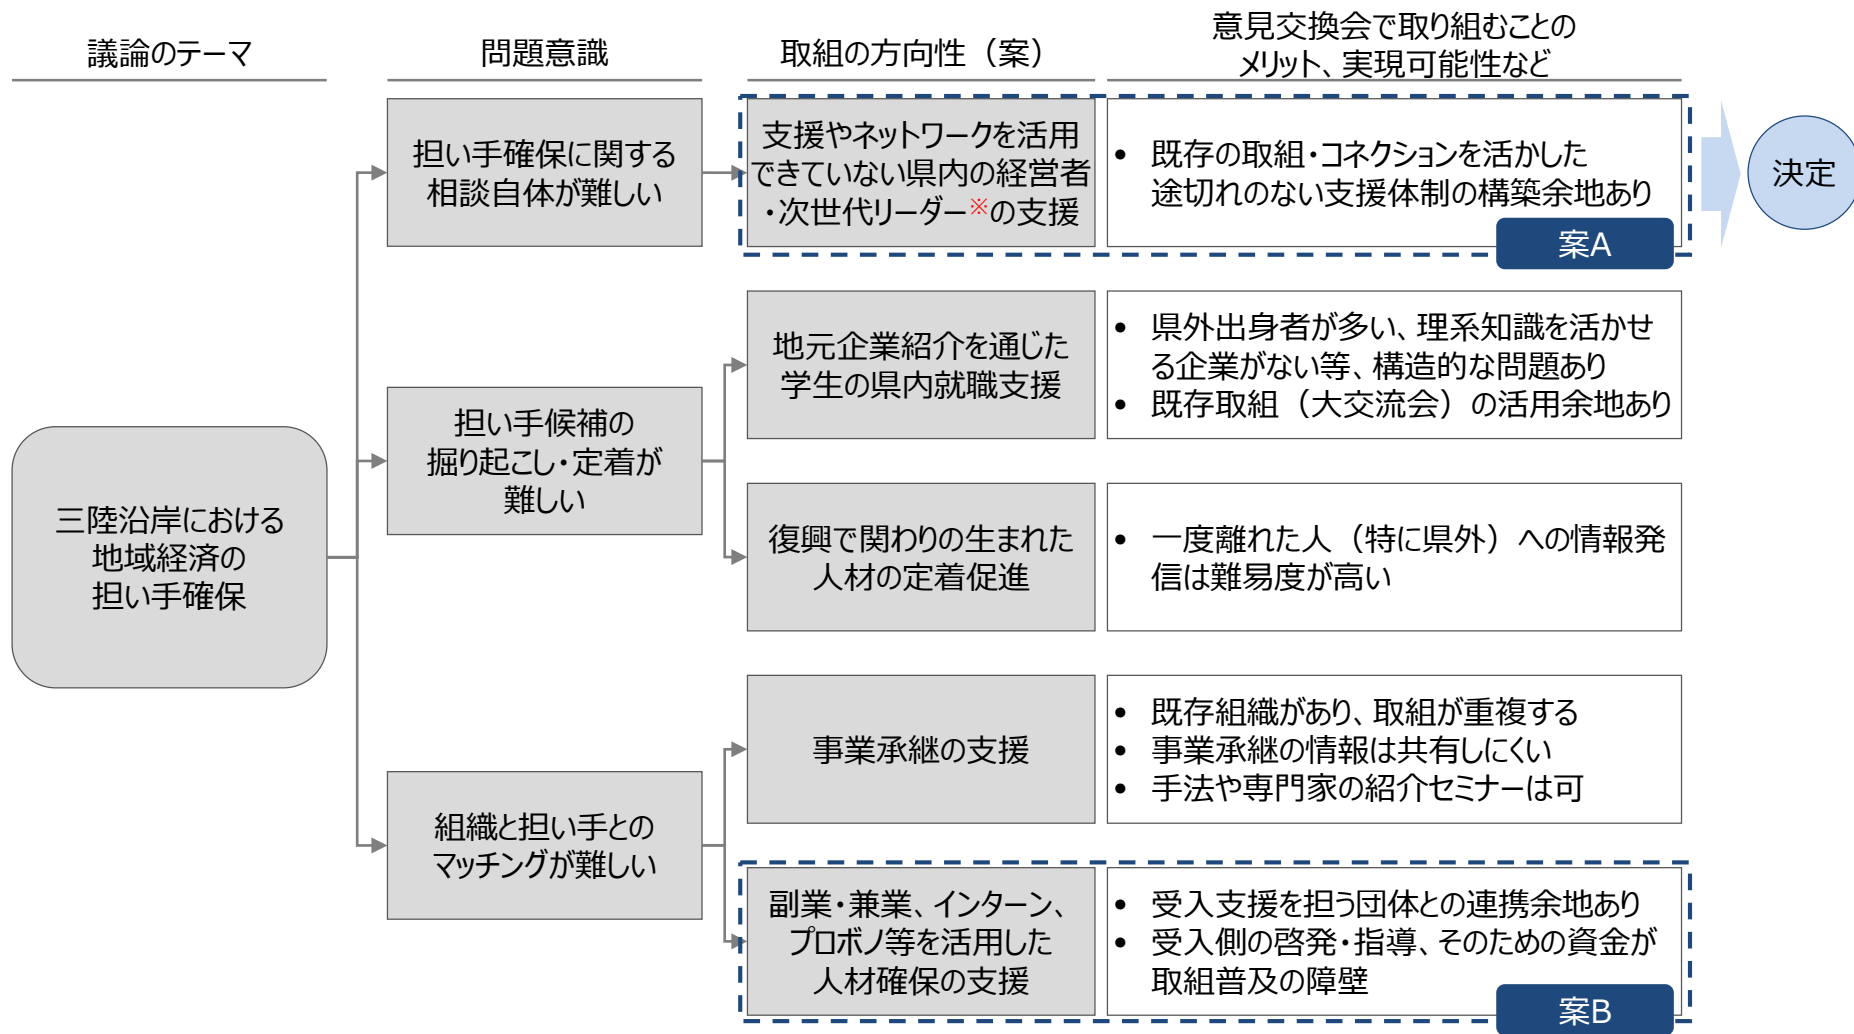 議論のテーマ
問題意識
取組の方向性（案）
意見交換会で取り組むことの
メリット、実現可能性など
三陸沿岸における
地域経済の
担い手確保
担い手確保に関する
相談自体が難しい
支援やネットワークを活用
できていない県内の経営者
・次世代リーダー※の支援
• 既存の取組・コネクションを活かした
途切れのない支援体制の構築余地あり
案A
決定
担い手候補の
掘り起こし・定着が
難しい
地元企業紹介を通じた
学生の県内就職支援
• 県外出身者が多い、理系知識を活かせ
る企業がない等、構造的な問題あり
• 既存取組（大交流会）の活用余地あり
復興で関わりの生まれた
人材の定着促進
• 一度離れた人（特に県外）への情報発
信は難易度が高い
組織と担い手との
マッチングが難しい
事業承継の支援
• 既存組織があり、取組が重複する
• 事業承継の情報は共有しにくい
• 手法や専門家の紹介セミナーは可
副業・兼業、インターン、
プロボノ等を活用した
人材確保の支援
• 受入支援を担う団体との連携余地あり
• 受入側の啓発・指導、そのための資金が
取組普及の障壁
案B